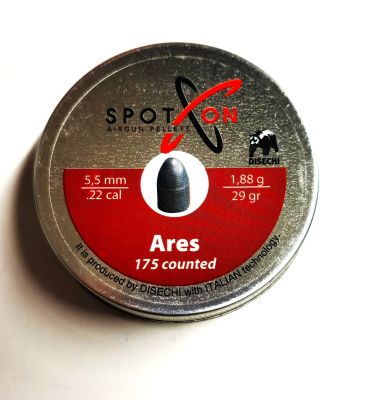 SPOT ON
AIRGUN PELLETS
DISECHI
5,5 mm
.22 cal
1,88 g
29 gr
Ares
175 counted
It is produced by DISECHI with ITALIAN technology.